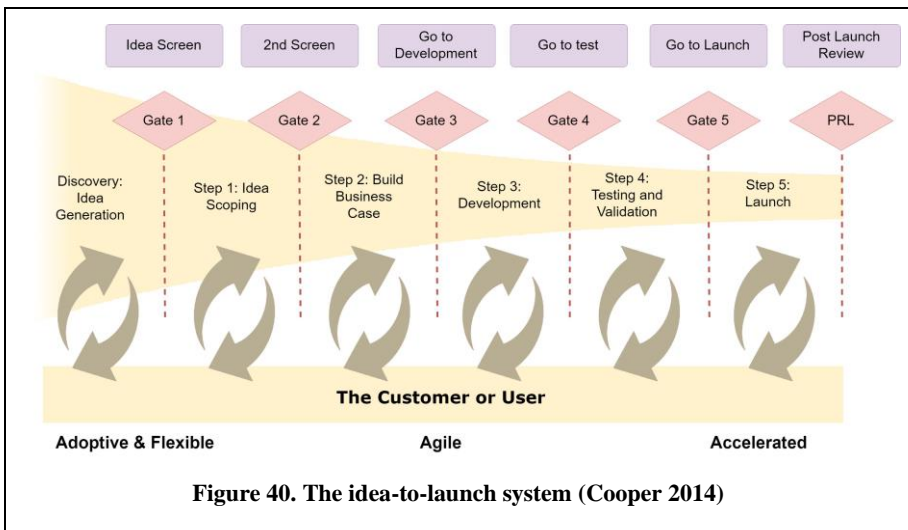 Idea Screen
2nd Screen
Go to
Development
Go to test
Go to Launch
Post Launch
Review
Gate 1
Gate 2
Gate 3
Gate 4
Gate 5
PRL
Discovery:
Idea
Generation
Step 1: Idea
Scoping
Step 2: Build
Business
Case
Step 3:
Development
Step 4:
Testing and
Validation
Step 5:
Launch
The Customer or User
Adoptive & Flexible
Agile
Accelerated
Figure 40. The idea-to-launch system (Cooper 2014)